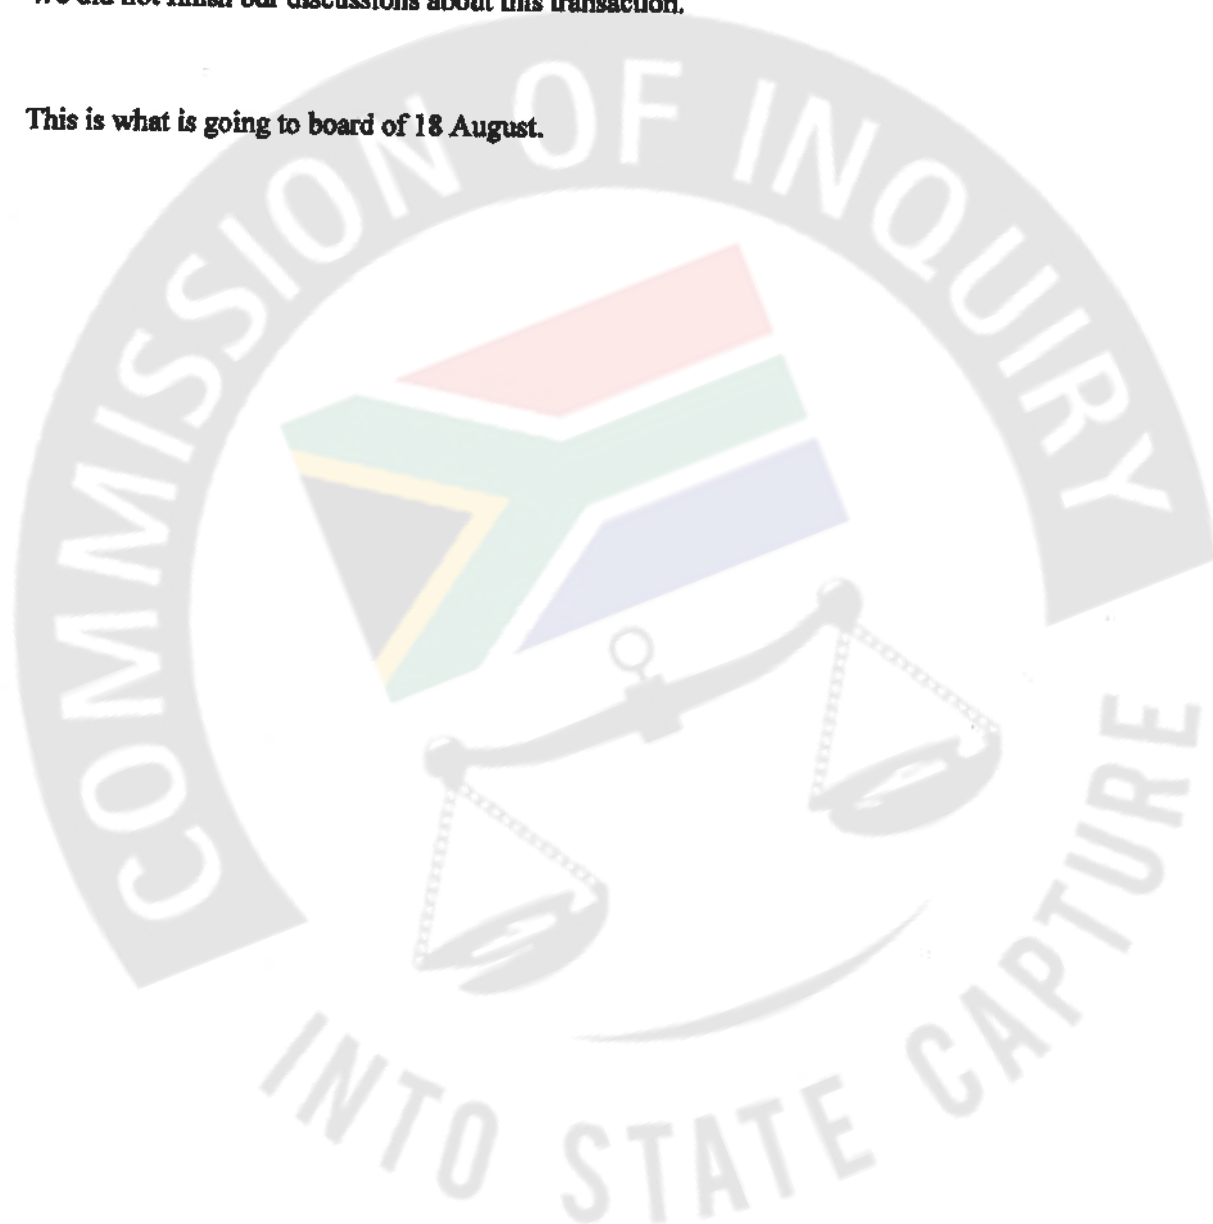 We did not finish our discussions about this transaction.
This is what is going to board of 18 August.
COMMISSION OF INQUIRY
INTO STATE CAPTURE